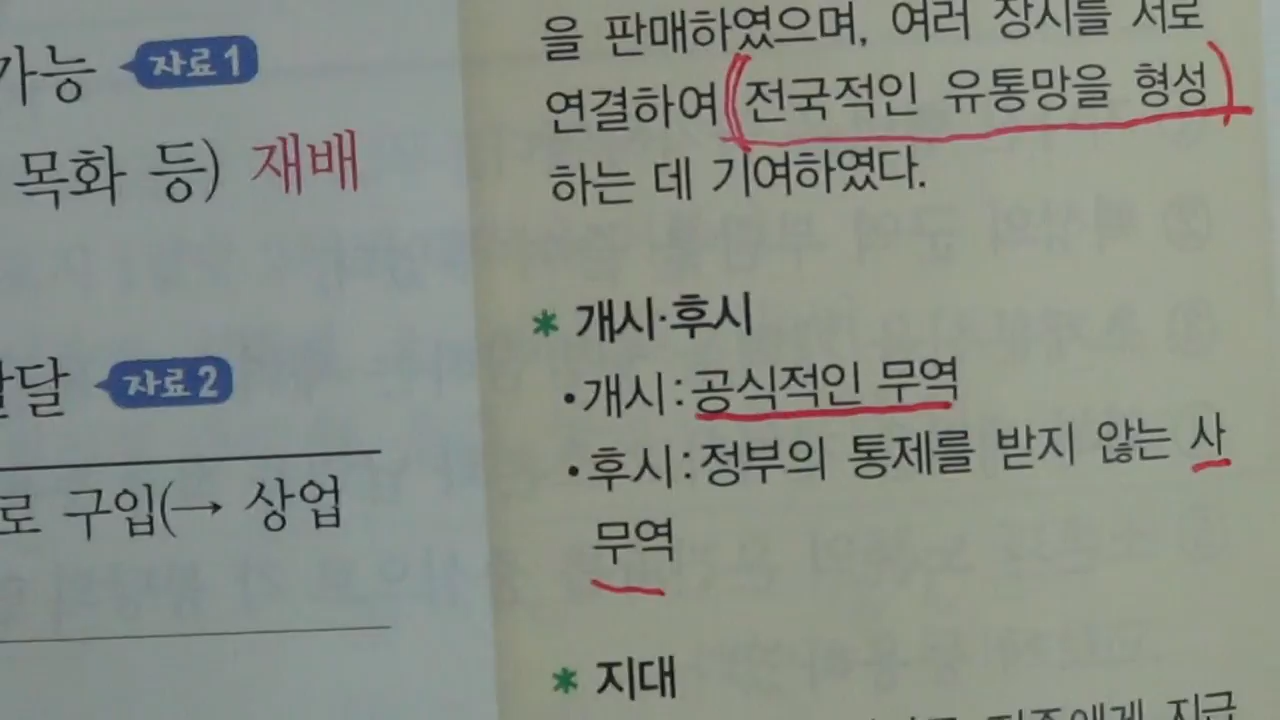 가능 자료1
목화 등) 재배
달 자료2
로 구입(→ 상업
을 판매하였으며, 여러 장시를 서로
연결하여 전국적인 유통망을 형성
하는 데 기여하였다.
* 개시·후시
• 개시 : 공식적인 무역
• 후시 : 정부의 통제를 받지 않는 사
무역
* 지대